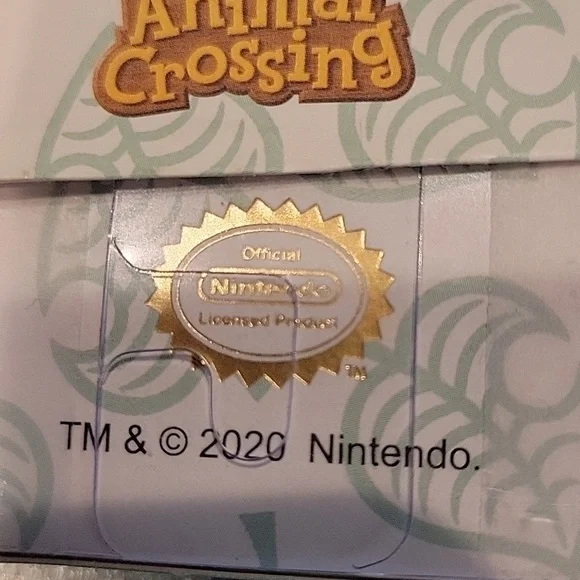 Animal
Crossing
Official
Nintendo
Licensed Product
TM
TM & © 2020 Nintendo.